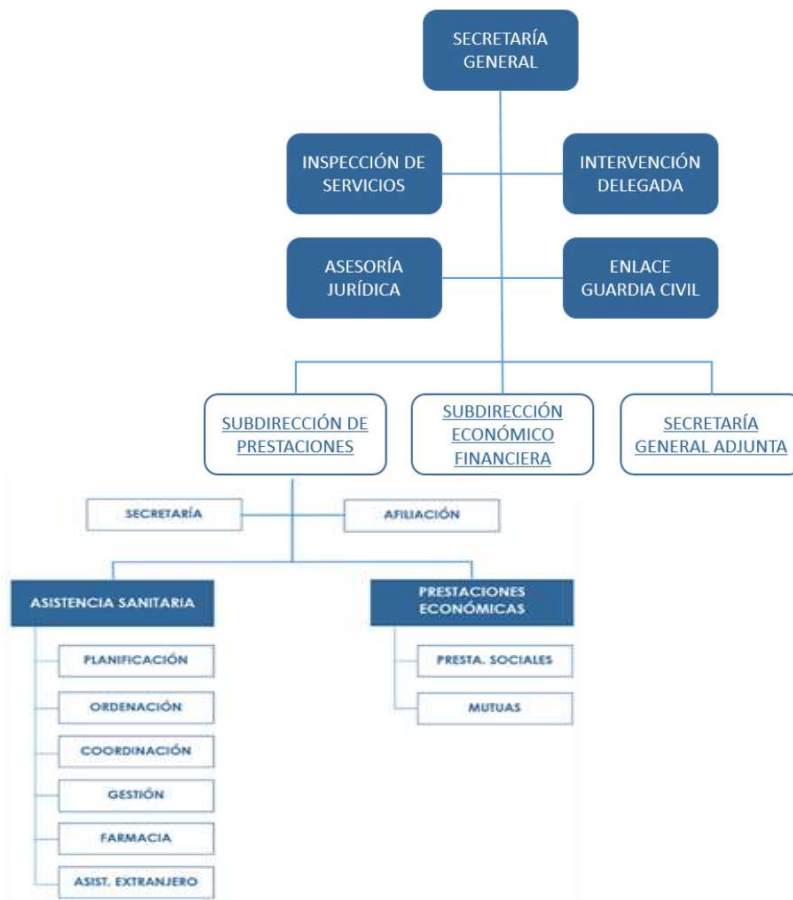 SECRETARÍA
GENERAL
INSPECCIÓN DE
SERVICIOS
INTERVENCIÓN
DELEGADA
ASESORÍA
JURÍDICA
ENLACE
GUARDIA CIVIL
SUBDIRECCIÓN DE
PRESTACIONES
SUBDIRECCIÓN
ECONÓMICO
FINANCIERA
SECRETARÍA
GENERAL ADJUNTA
SECRETARÍA
AFILIACIÓN
ASISTENCIA SANITARIA
PRESTACIONES
ECONÓMICAS
PLANIFICACIÓN
ORDENACIÓN
COORDINACIÓN
GESTIÓN
FARMACIA
ASIST. EXTRANJERO
PRESTA. SOCIALES
MUTUAS